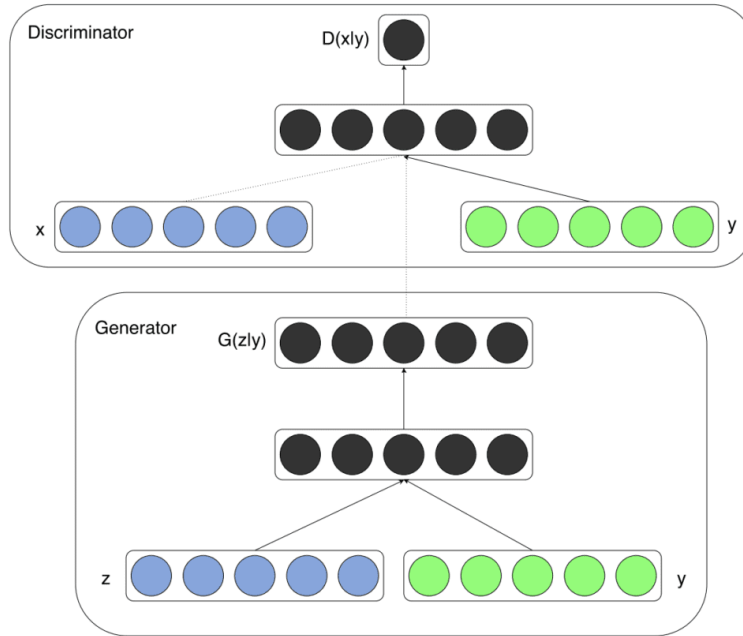 Discriminator
D(x|y)
x
y
Generator
G(z|y)
z
y